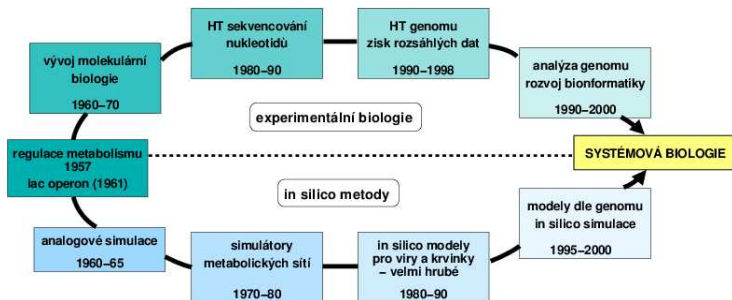 HT sekvencování
nukleotidů
1980–90
HT genomu
zisk rozsáhlých dat
1990–1998
vývoj molekulární
biologie
1960–70
analýza genomu
rozvoj bionformatiky
1990–2000
experimentální biologie
regulace metabolismu
1957
lac operon (1961)
SYSTÉMOVÁ BIOLOGIE
in silico metody
analogové simulace
1960–65
simulátory
metabolických sítí
1970–80
in silico modely
pro viry a krvinky
– velmi hrubé
1980–90
modely dle genomu
in silico simulace
1995–2000